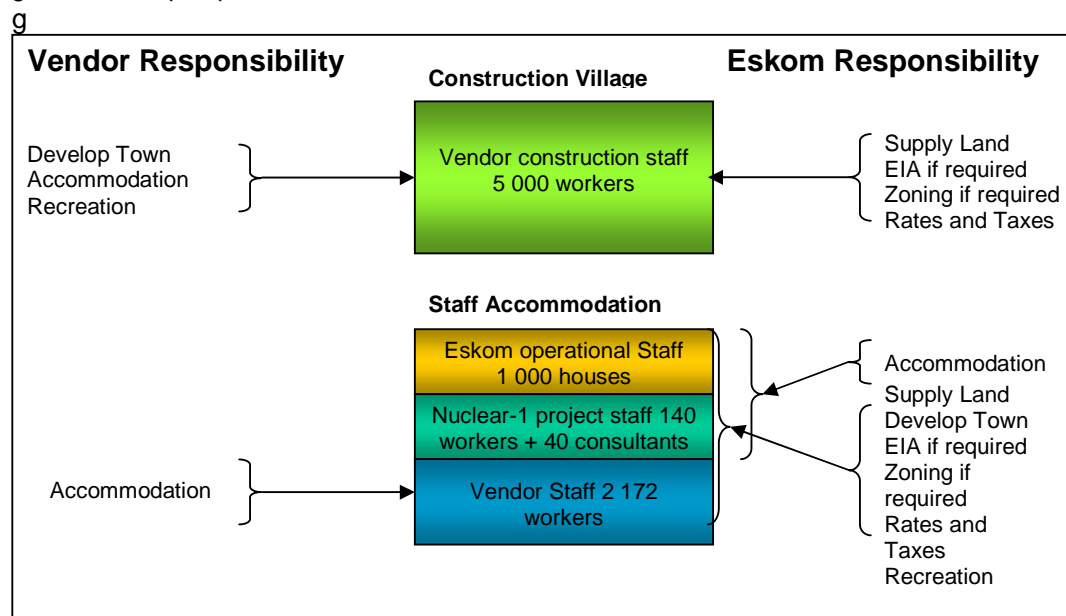 g
Vendor Responsibility
Eskom Responsibility
Construction Village
Develop Town
Accommodation
Recreation
Vendor construction staff
5 000 workers
Supply Land
EIA if required
Zoning if required
Rates and Taxes
Staff Accommodation
Eskom operational Staff
1 000 houses
Nuclear-1 project staff 140
workers + 40 consultants
Vendor Staff 2 172
workers
Accommodation
Accommodation
Supply Land
Develop Town
EIA if required
Zoning if
required
Rates and
Taxes
Recreation